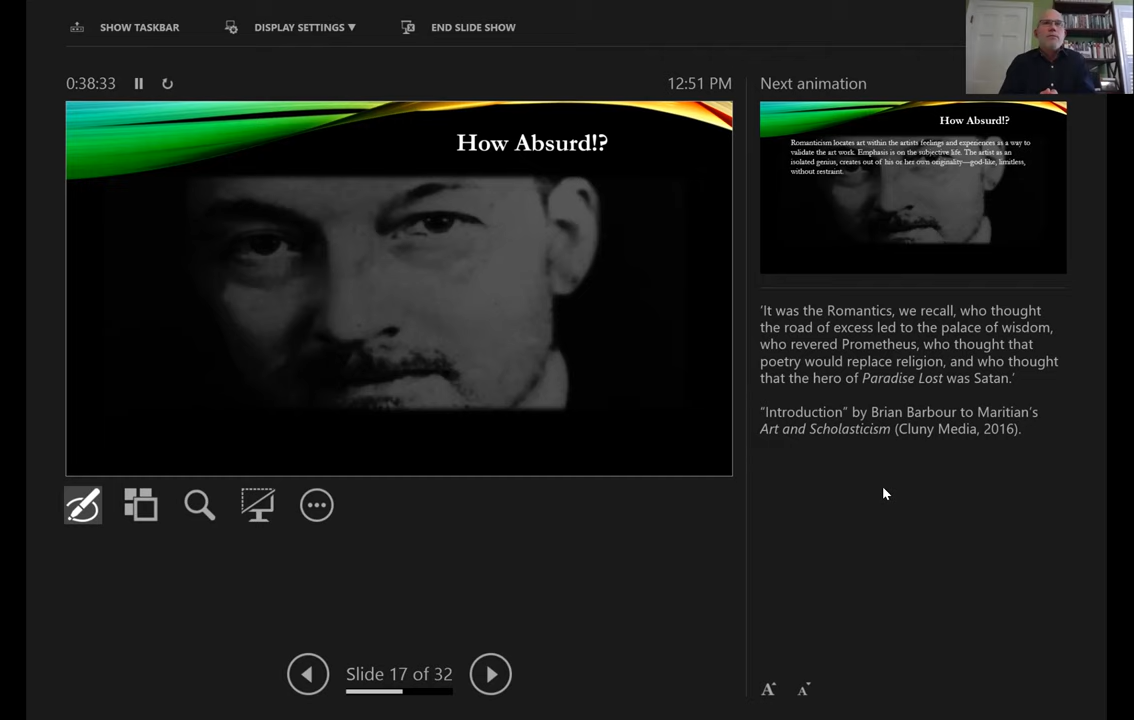 SHOW TASKBAR
DISPLAY SETTINGS ▼
END SLIDE SHOW
0:38:33
12:51 PM
Next animation
How Absurd!?
How Absurd!?
Romanticism locates art within the artists feelings and experiences as a way to
validate the art work. Emphasis is on the subjective life. The artist as an
isolated genius, creates out of his or her own originality—god-like, limitless,
without restraint.
‘It was the Romantics, we recall, who thought
the road of excess led to the palace of wisdom,
who revered Prometheus, who thought that
poetry would replace religion, and who thought
that the hero of Paradise Lost was Satan.’
“Introduction” by Brian Barbour to Maritian’s
Art and Scholasticism (Cluny Media, 2016).
Slide 17 of 32
A A